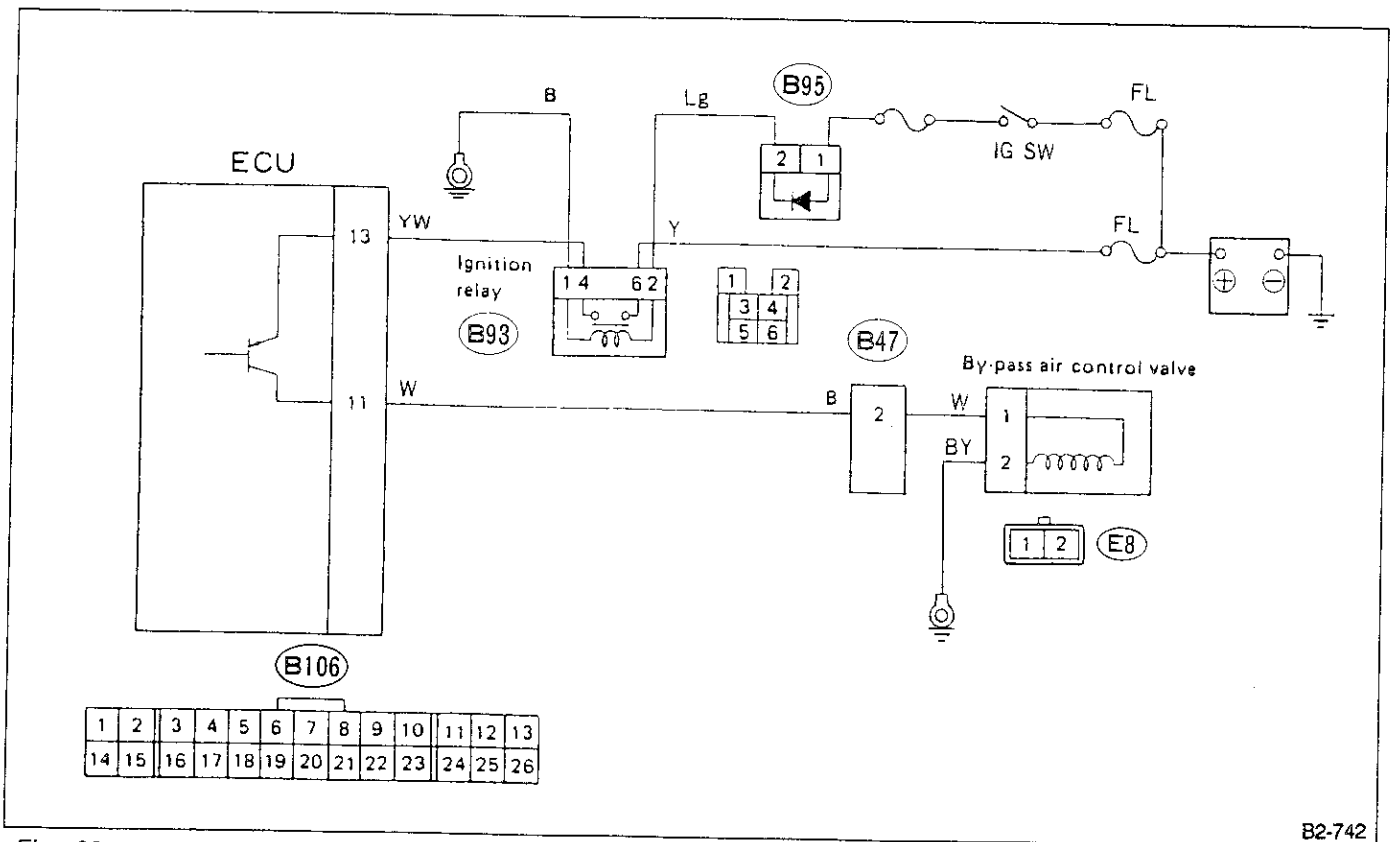 B
Lg
B95
FL
2 1
IG SW
ECU
13
YW
Y
FL
Ignition
relay
1 4 6 2
B93
1 2
3 4
5 6
B47
+ −
By-pass air control valve
11
W
B
2
W
1
BY
2
1 2
E8
B106
1 2 3 4 5 6 7 8 9 10 11 12 13
14 15 16 17 18 19 20 21 22 23 24 25 26
B2-742